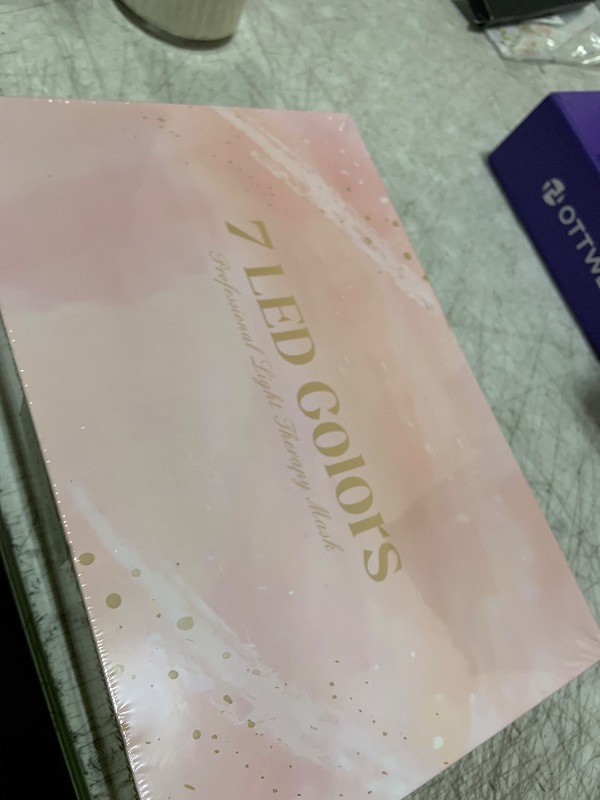 7 LED Colors
Professional Light Therapy Mask